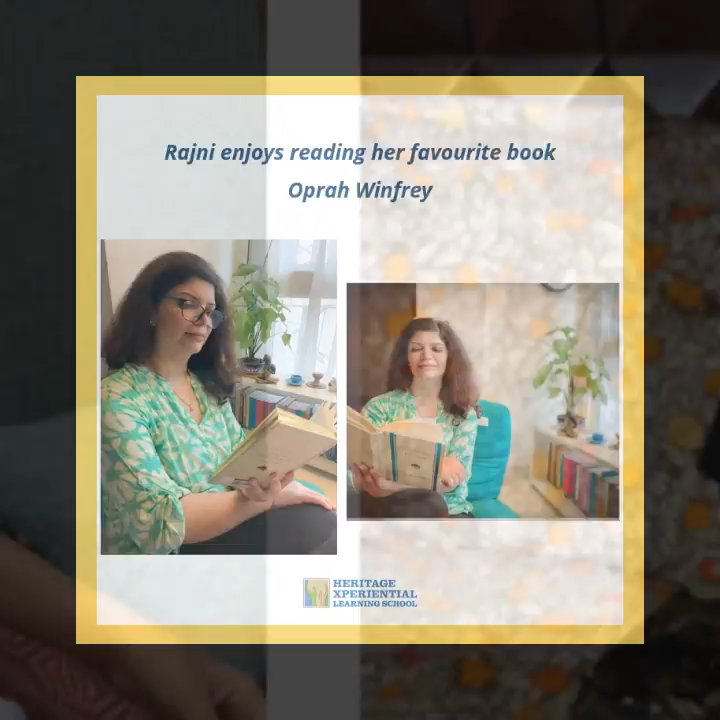 Rajni enjoys reading her favourite book
Oprah Winfrey
HERITAGE
XPERIENTIAL
LEARNING SCHOOL